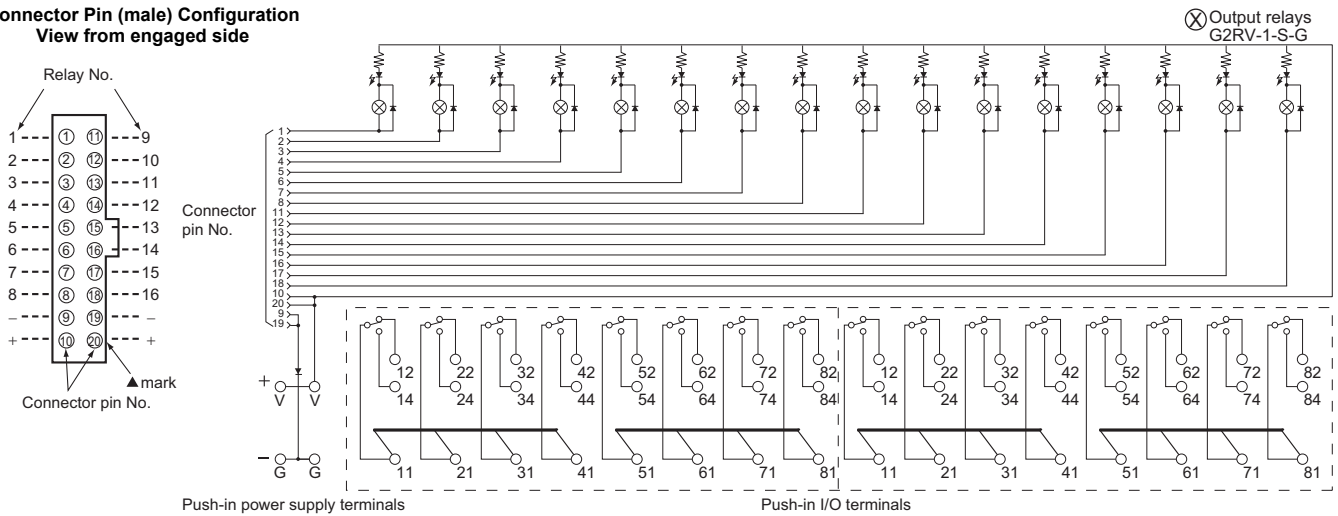 onnector Pin (male) Configuration
View from engaged side
Relay No.
1 1 11 9
2 2 12 10
3 3 13 11
4 4 14 12
5 5 15 13
6 6 16 14
7 7 17 15
8 8 18 16
− 9 19 −
+ 10 20 +
▲mark
Connector pin No.
Output relays
G2RV-1-S-G
Connector
pin No.
1
2
3
4
5
6
7
8
11
12
13
14
15
16
17
18
10
20
9
19
+ V V
− G G
12 22 32 42 52 62 72 82 12 22 32 42 52 62 72 82
14 24 34 44 54 64 74 84 14 24 34 44 54 64 74 84
11 21 31 41 51 61 71 81 11 21 31 41 51 61 71 81
Push-in power supply terminals
Push-in I/O terminals